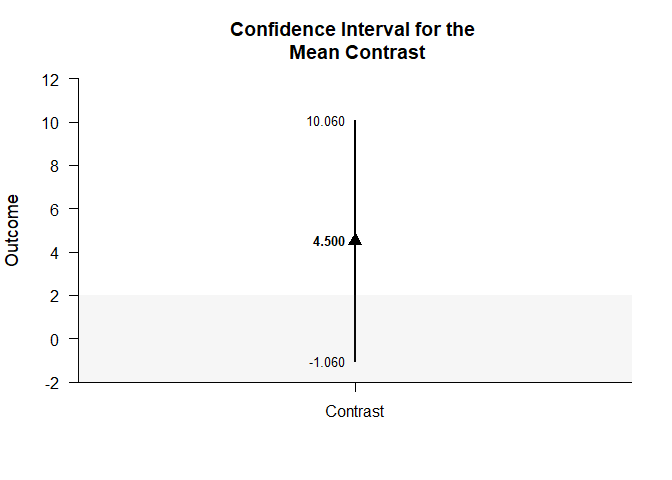 Confidence Interval for the
Mean Contrast
Outcome
12
10
8
6
4
2
0
-2
10.060
4.500
-1.060
Contrast